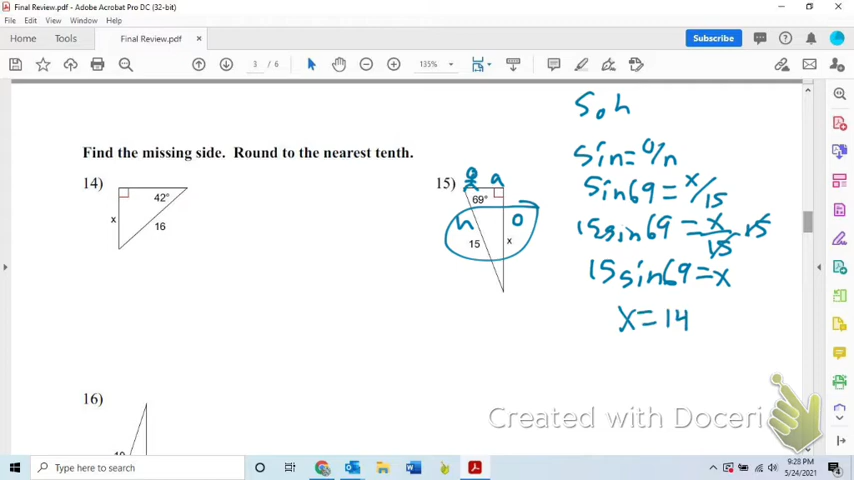 Final Review.pdf - Adobe Acrobat Pro DC (32-bit)
File Edit View Window Help
Home Tools Final Review.pdf × Subscribe
3 / 6 135%
Find the missing side. Round to the nearest tenth.
14) 42°
x
16
15) a
69°
h o
15 x
Soh
sin=o/h
sin69=x/15
15sin69=x/15·15
15sin69=x
x=14
16)
Created with Doceri
Type here to search
9:28 PM
5/24/2021
4